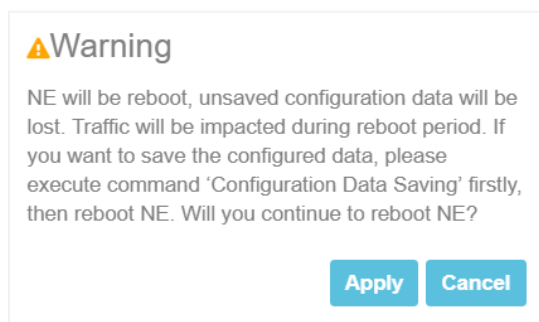 Warning
NE will be reboot, unsaved configuration data will be
lost. Traffic will be impacted during reboot period. If
you want to save the configured data, please
execute command ‘Configuration Data Saving’ firstly,
then reboot NE. Will you continue to reboot NE?
Apply Cancel